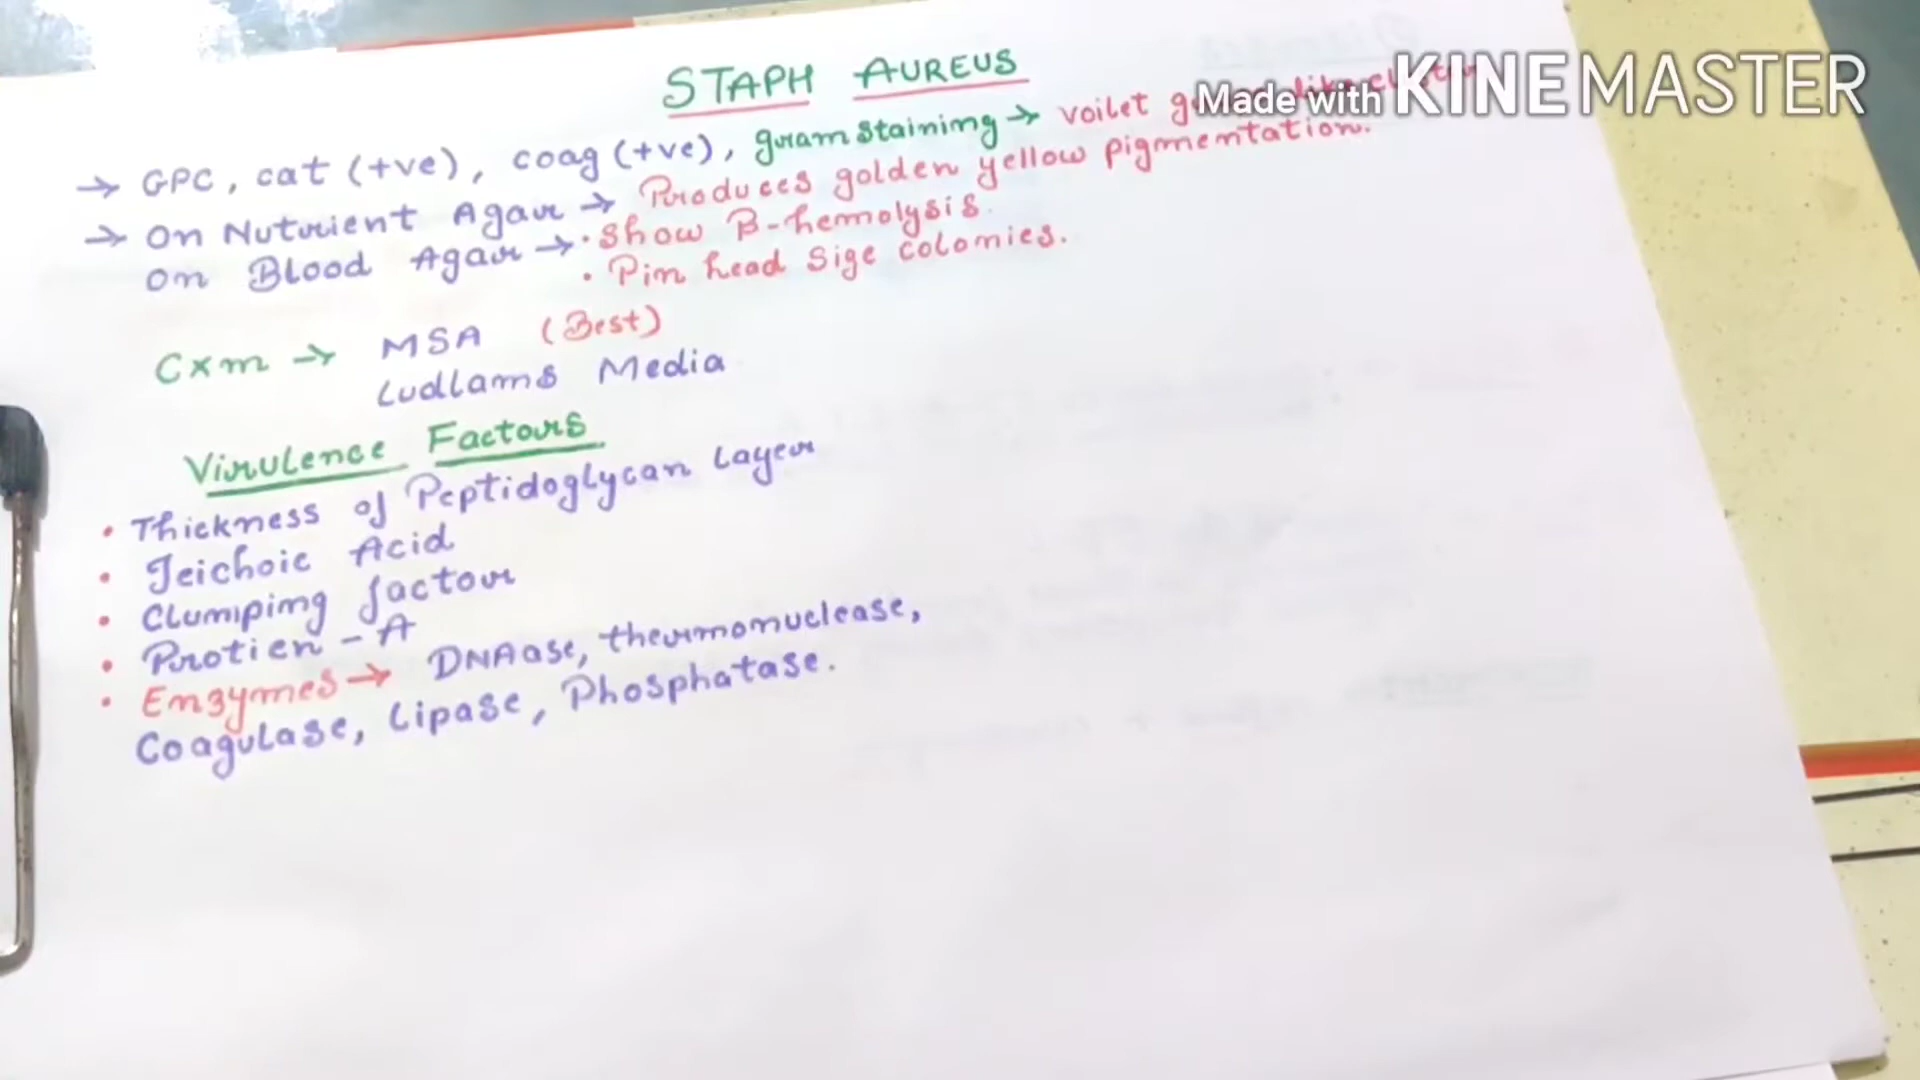 STAPH AUREUS
Made with KINEMASTER
→ GPC, cat (+ve), coag (+ve), gram staining → voilet
→ On Nutrient Agar → Produces golden yellow pigmentation.
On Blood Agar → • Show B-hemolysis.
• Pin head size colonies.
Cxm → MSA (Best)
Ludlams Media
Virulence Factors
• Thickness of Peptidoglycan Layer
• Teichoic Acid
• Clumping factor
• Protien - A
• Enzymes → DNAase, thermonuclease,
Coagulase, Lipase, Phosphatase.